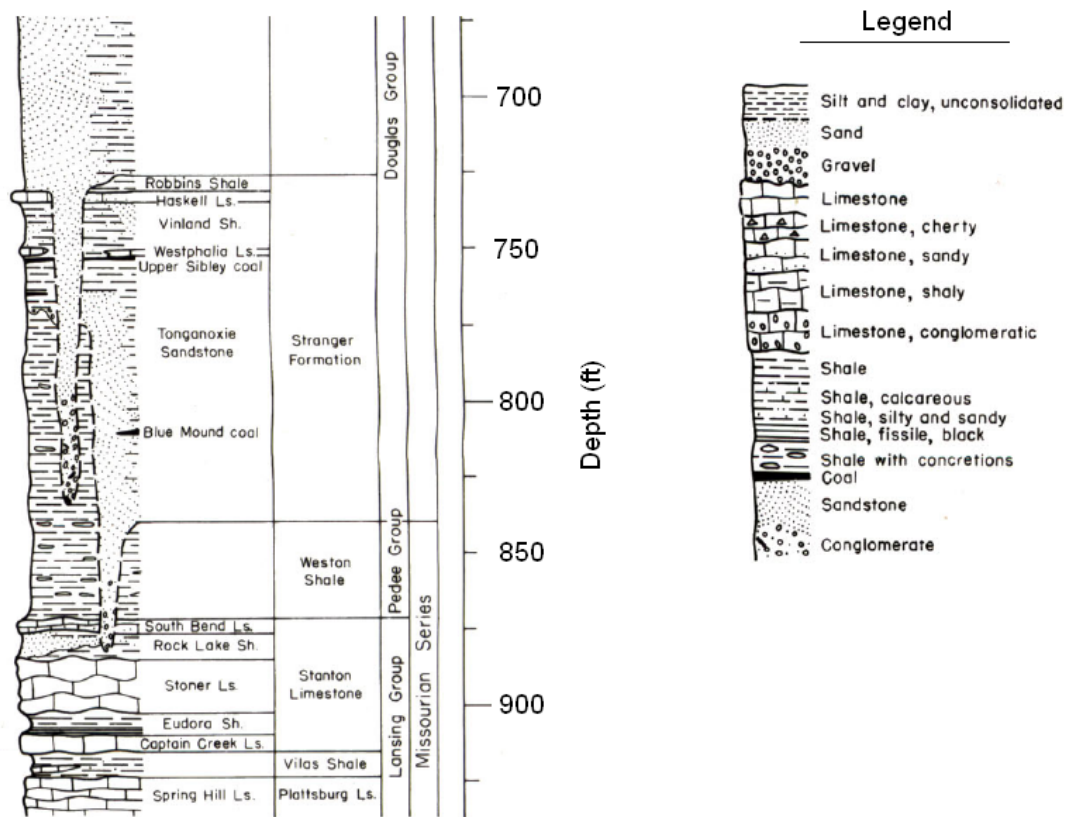 Legend
700
750
800
850
900
Depth (ft)
Douglas Group
Pedee Group
Lansing Group
Missourian Series
Robbins Shale
Haskell Ls.
Vinland Sh.
Westphalia Ls.
Upper Sibley coal
Tonganoxie
Sandstone
Stranger
Formation
Blue Mound coal
Weston
Shale
South Bend Ls.
Rock Lake Sh.
Stoner Ls.
Stanton
Limestone
Eudora Sh.
Captain Creek Ls.
Vilas Shale
Spring Hill Ls.
Plattsburg Ls.
Silt and clay, unconsolidated
Sand
Gravel
Limestone
Limestone, cherty
Limestone, sandy
Limestone, shaly
Limestone, conglomeratic
Shale
Shale, calcareous
Shale, silty and sandy
Shale, fissile, black
Shale with concretions
Coal
Sandstone
Conglomerate